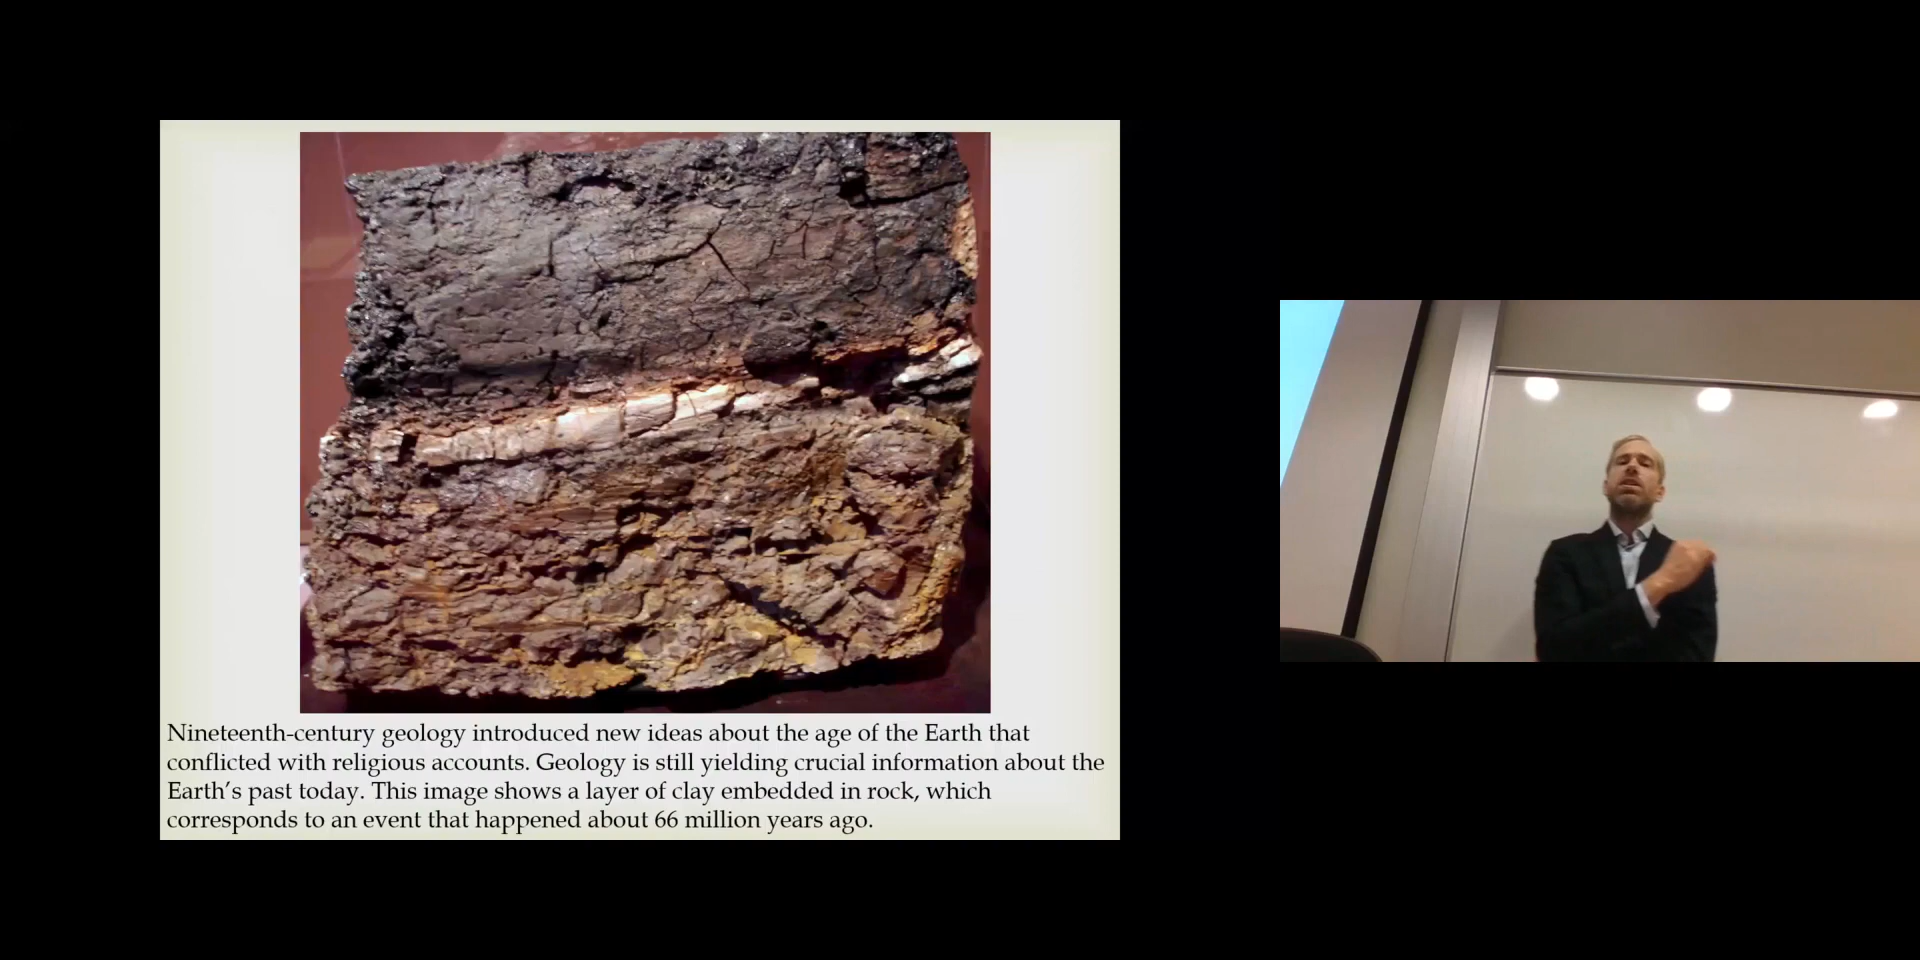 Nineteenth-century geology introduced new ideas about the age of the Earth that
conflicted with religious accounts. Geology is still yielding crucial information about the
Earth’s past today. This image shows a layer of clay embedded in rock, which
corresponds to an event that happened about 66 million years ago.